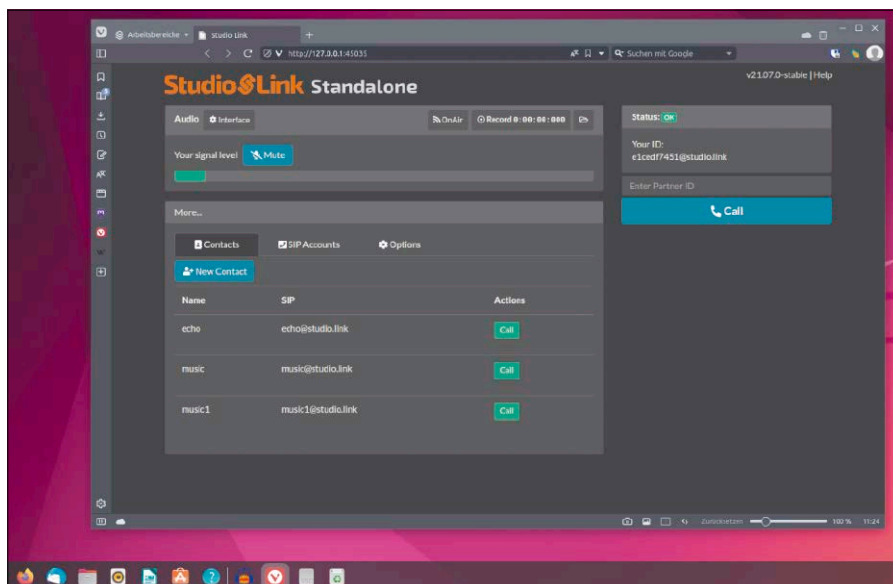 Arbeitsbereiche
Studio Link
http://127.0.0.1:45035
Suchen mit Google
v21.07.0-stable | Help
Studio Link Standalone
Audio
Interface
OnAir
Record 0:00:00:000
Your signal level
Mute
Status: OK
Your ID:
e1cedf7451@studio.link
Enter Partner ID
Call
More...
Contacts
SIP Accounts
Options
New Contact
Name SIP Actions
echo echo@studio.link Call
music music@studio.link Call
music1 music1@studio.link Call
Zurücksetzen
100 %
11:24